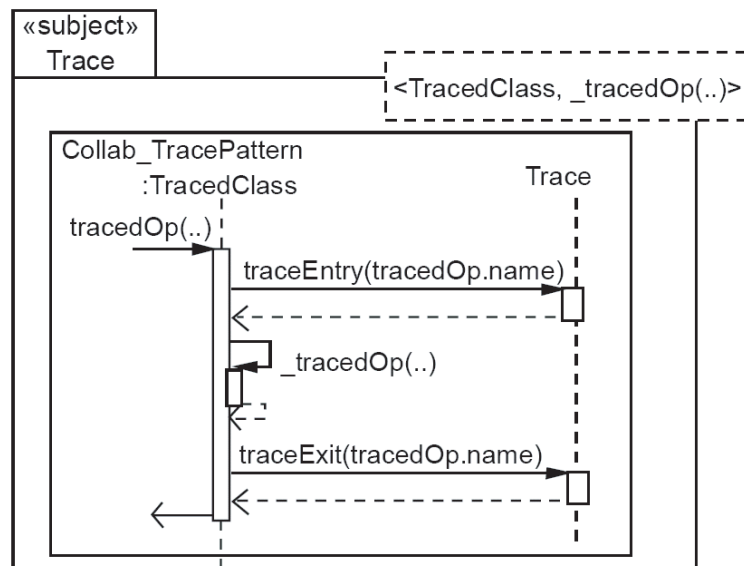 «subject»
Trace
<TracedClass, _tracedOp(..)>
Collab_TracePattern
:TracedClass
Trace
tracedOp(..)
traceEntry(tracedOp.name)
_tracedOp(..)
traceExit(tracedOp.name)